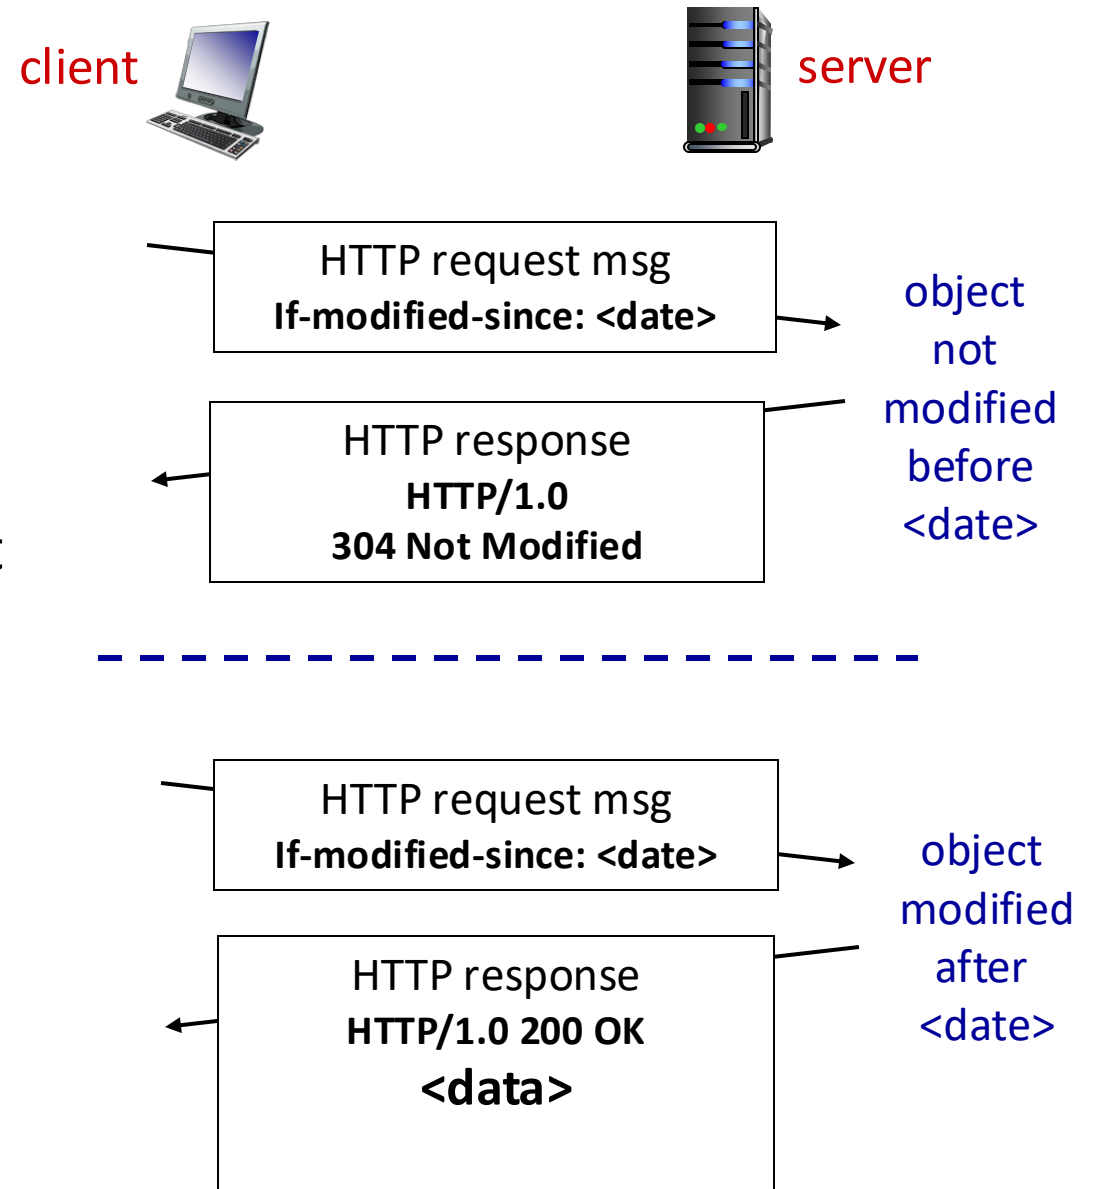 client
server
HTTP request msg
If-modified-since: <date>
object
not
modified
before
<date>
HTTP response
HTTP/1.0
304 Not Modified
HTTP request msg
If-modified-since: <date>
object
modified
after
<date>
HTTP response
HTTP/1.0 200 OK
<data>